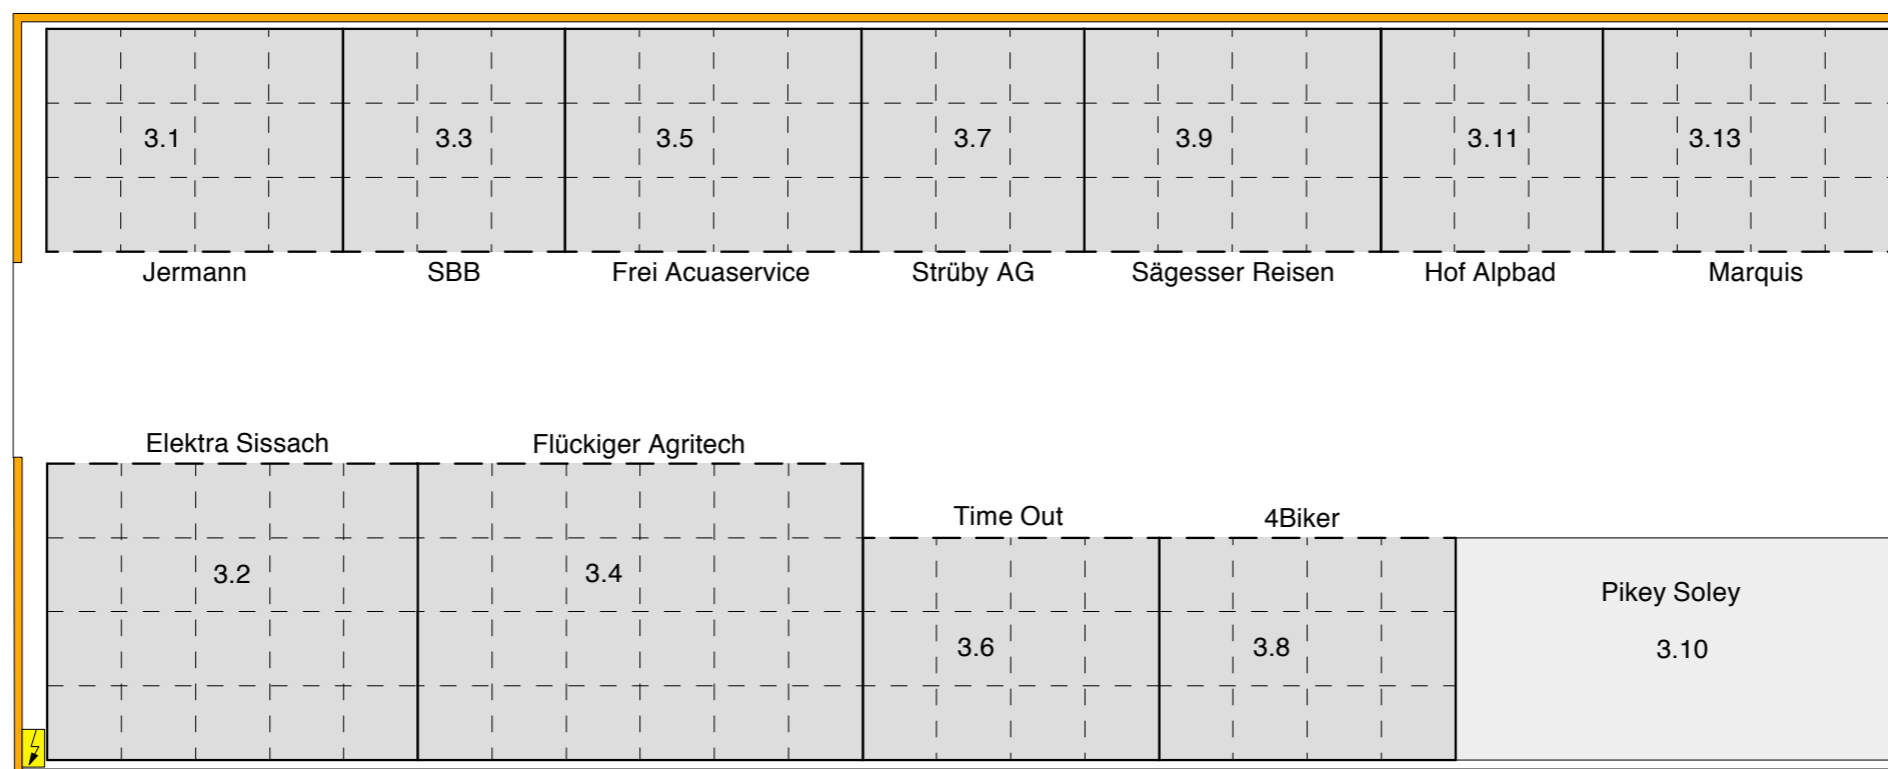 3.1
3.3
3.5
3.7
3.9
3.11
3.13
Jermann
SBB
Frei Acuaservice
Strüby AG
Sägesser Reisen
Hof Alpbad
Marquis
Elektra Sissach
Flückiger Agritech
Time Out
4Biker
3.2
3.4
Pikey Soley
3.6
3.8
3.10